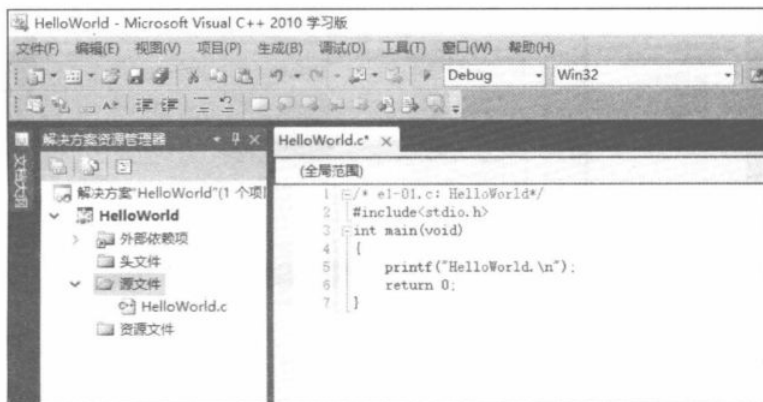 HelloWorld - Microsoft Visual C++ 2010 学习版
文件(F) 编辑(E) 视图(V) 项目(P) 生成(B) 调试(D) 工具(T) 窗口(W) 帮助(H)
Debug Win32
解决方案资源管理器
HelloWorld.c*
(全局范围)
解决方案"HelloWorld"(1 个项
HelloWorld
外部依赖项
头文件
源文件
HelloWorld.c
资源文件
1 /* e1-01.c: HelloWorld*/
2 #include<stdio.h>
3 int main(void)
4 {
5 printf("HelloWorld.\n");
6 return 0;
7 }